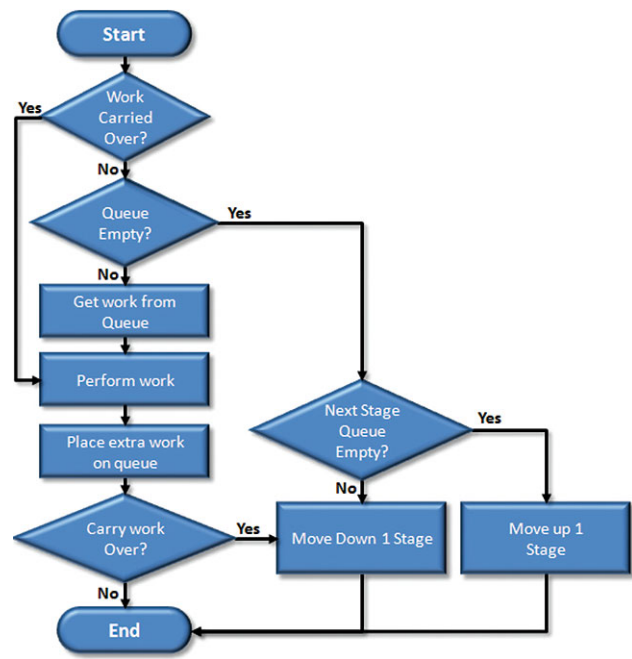 Start
Work
Carried
Over?
Yes
No
Queue
Empty?
Yes
No
Get work from
Queue
Perform work
Place extra work
on queue
Next Stage
Queue
Empty?
Yes
No
Carry work
Over?
Yes
Move Down 1 Stage
Move up 1
Stage
No
End